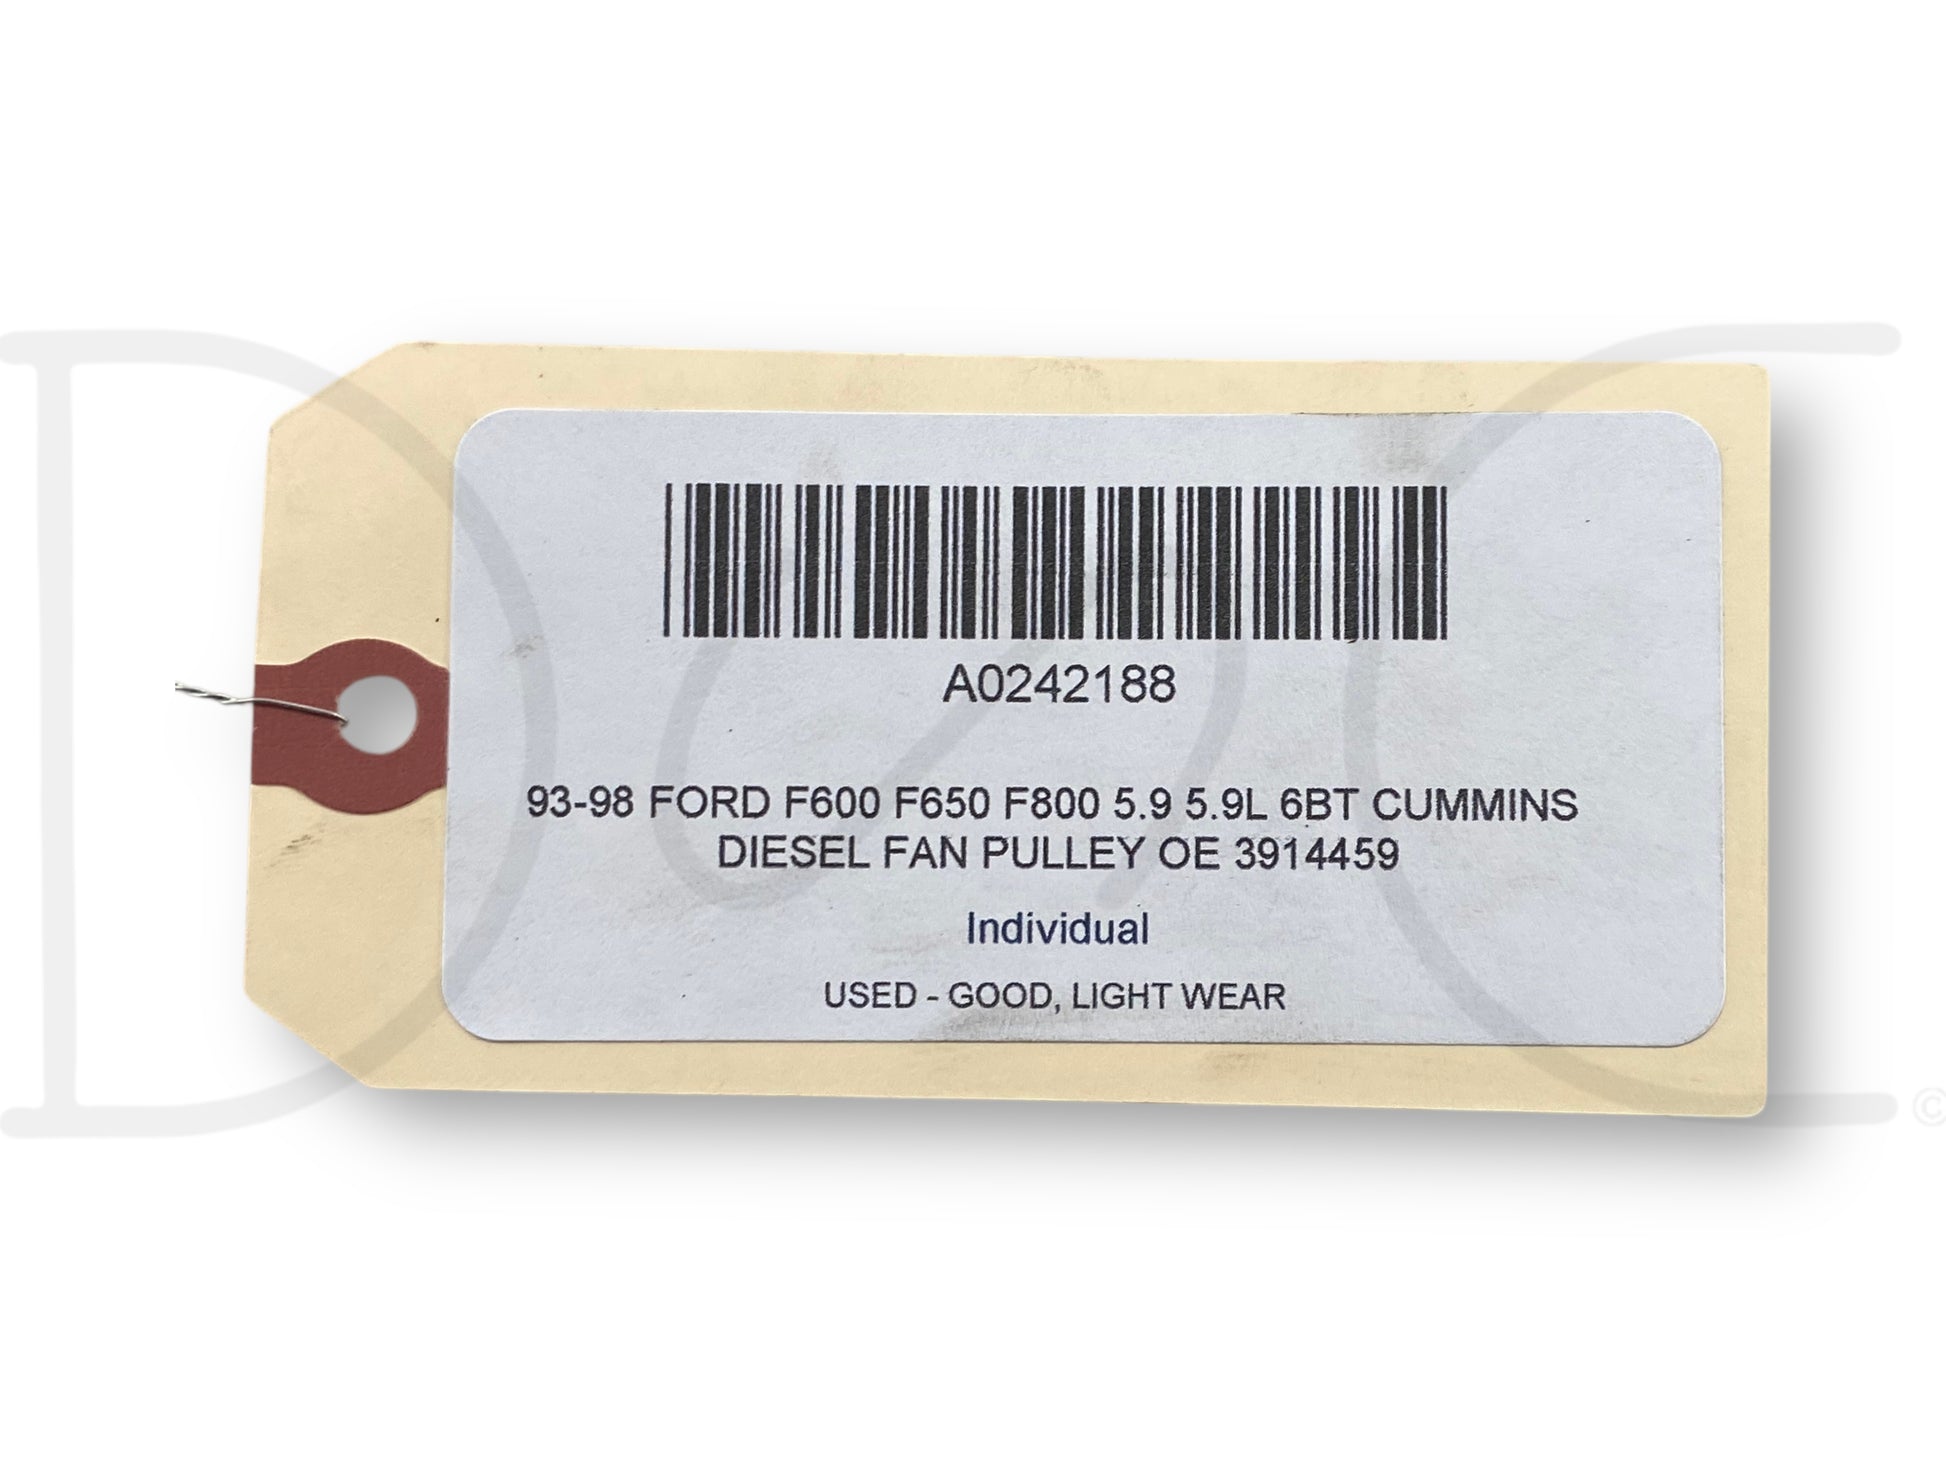 A0242188
93-98 FORD F600 F650 F800 5.9 5.9L 6BT CUMMINS
DIESEL FAN PULLEY OE 3914459
Individual
USED - GOOD, LIGHT WEAR
©